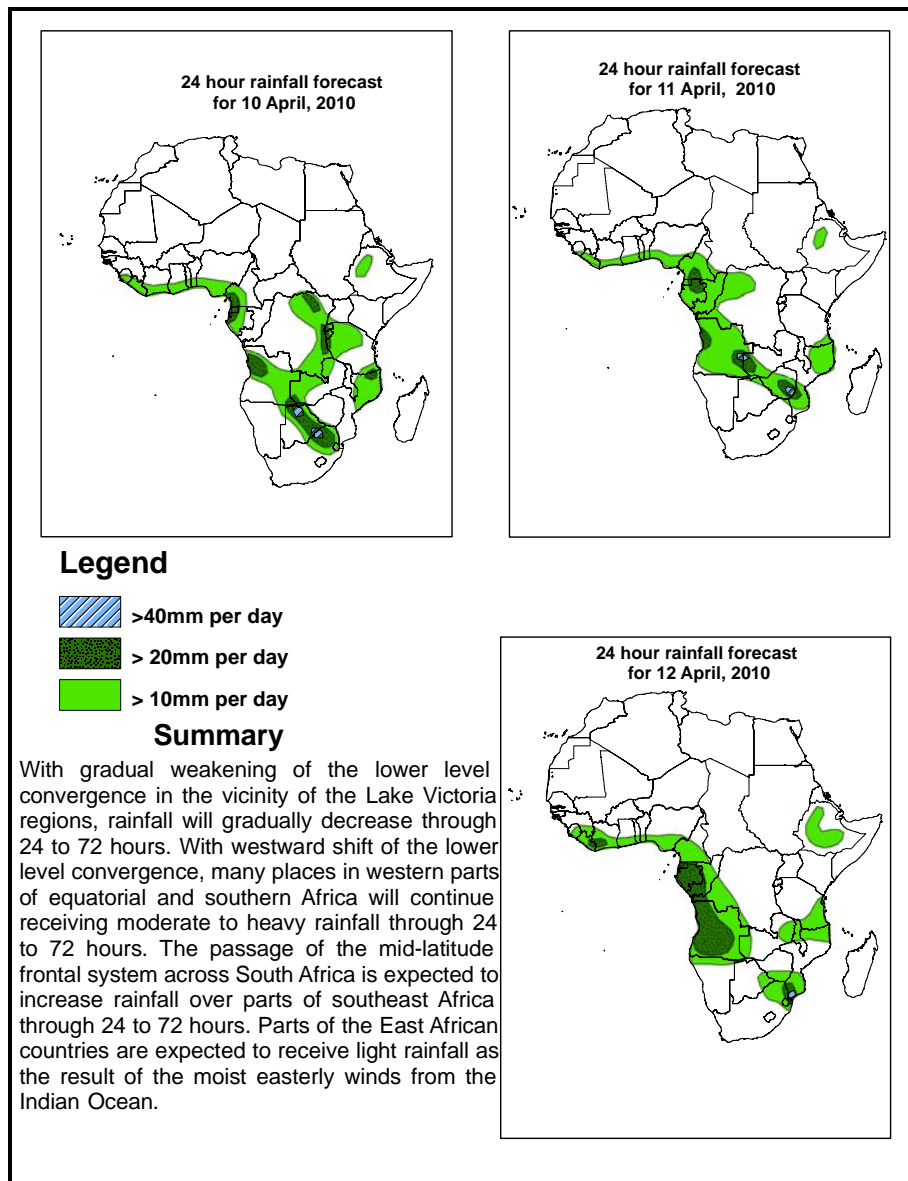 24 hour rainfall forecast
for 10 April, 2010
24 hour rainfall forecast
for 11 April, 2010
Legend
>40mm per day
> 20mm per day
> 10mm per day
Summary
With gradual weakening of the lower level
convergence in the vicinity of the Lake Victoria
regions, rainfall will gradually decrease through
24 to 72 hours. With westward shift of the lower
level convergence, many places in western parts
of equatorial and southern Africa will continue
receiving moderate to heavy rainfall through 24
to 72 hours. The passage of the mid-latitude
frontal system across South Africa is expected to
increase rainfall over parts of southeast Africa
through 24 to 72 hours. Parts of the East African
countries are expected to receive light rainfall as
the result of the moist easterly winds from the
Indian Ocean.
24 hour rainfall forecast
for 12 April, 2010